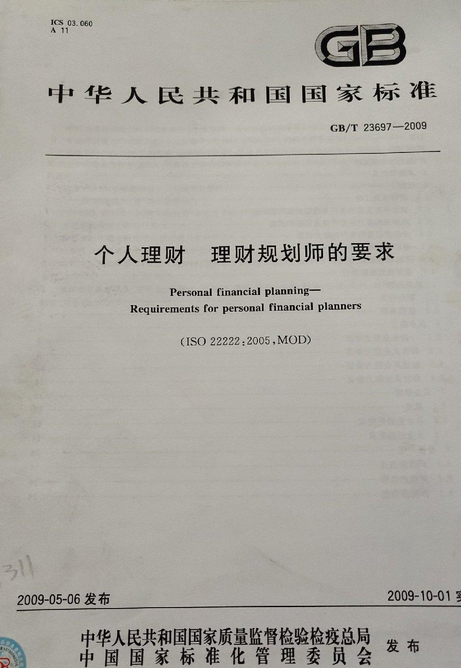 ICS 03.060
A 11
GB
中华人民共和国国家标准
GB/T 23697—2009
个人理财 理财规划师的要求
Personal financial planning—
Requirements for personal financial planners
(ISO 22222:2005,MOD)
311
2009-05-06 发布
2009-10-01 实
中华人民共和国国家质量监督检验检疫总局
中国国家标准化管理委员会
发布